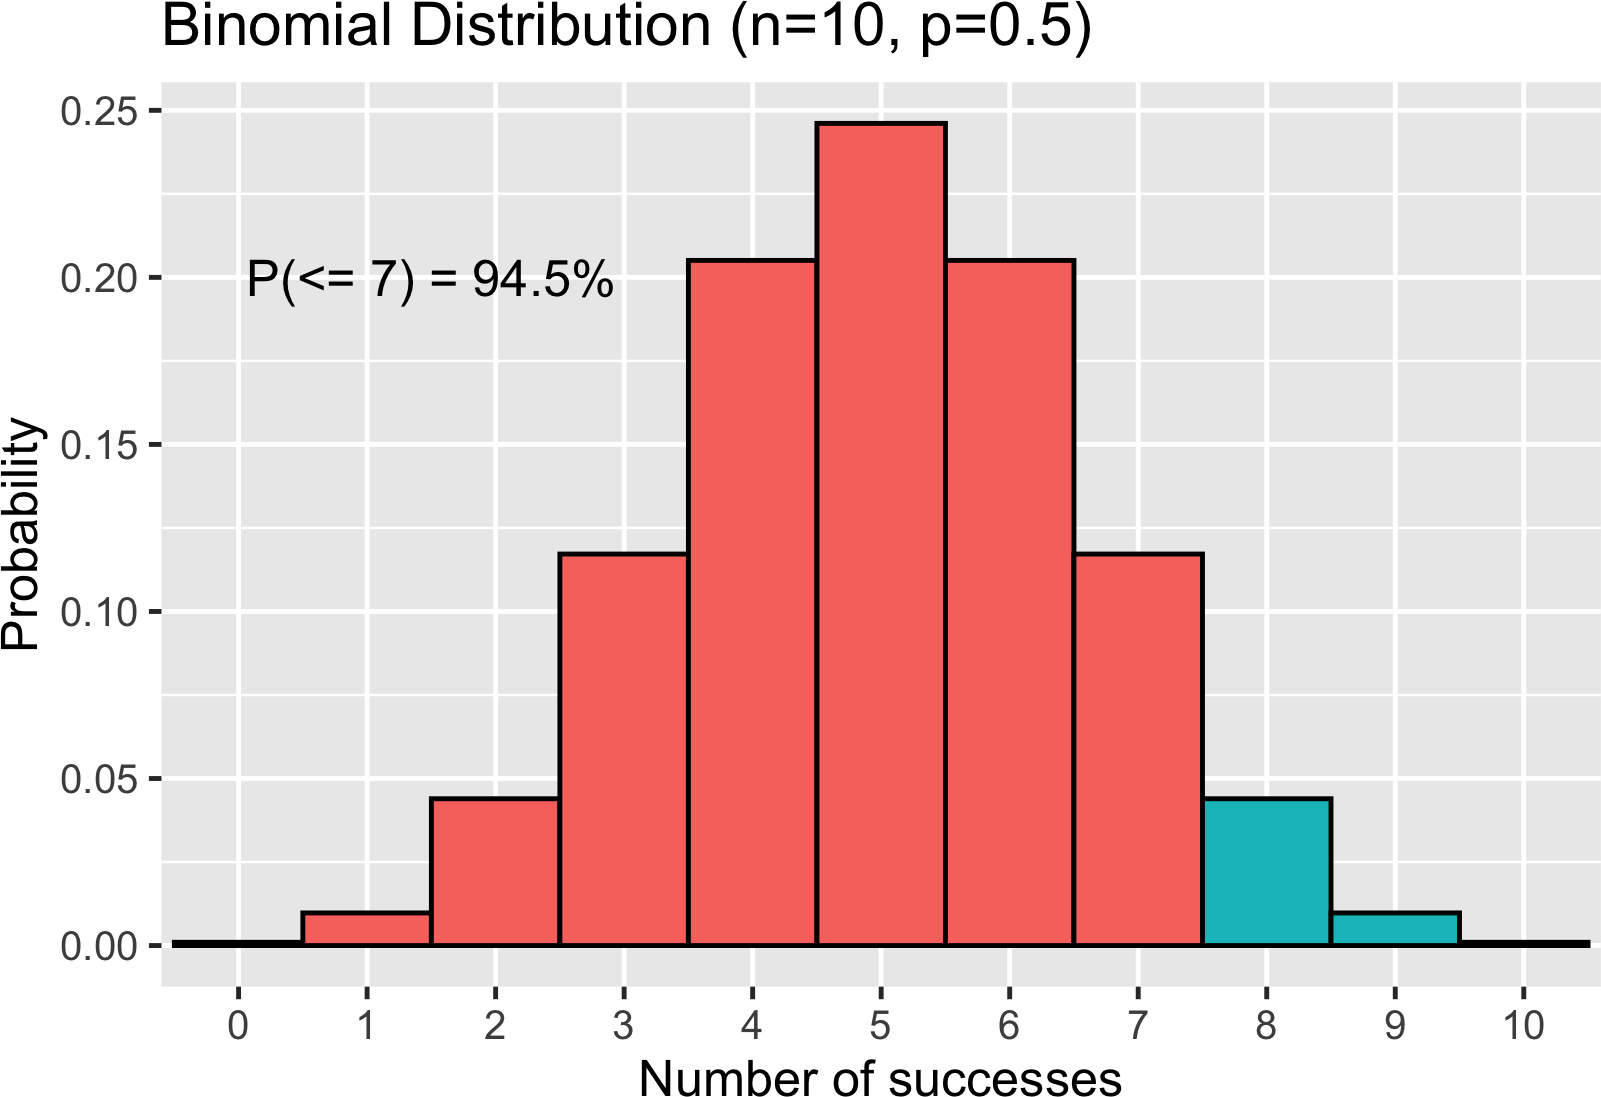 Binomial Distribution (n=10, p=0.5)
0.25
0.20
0.15
0.10
0.05
0.00
Probability
P(<= 7) = 94.5%
0 1 2 3 4 5 6 7 8 9 10
Number of successes